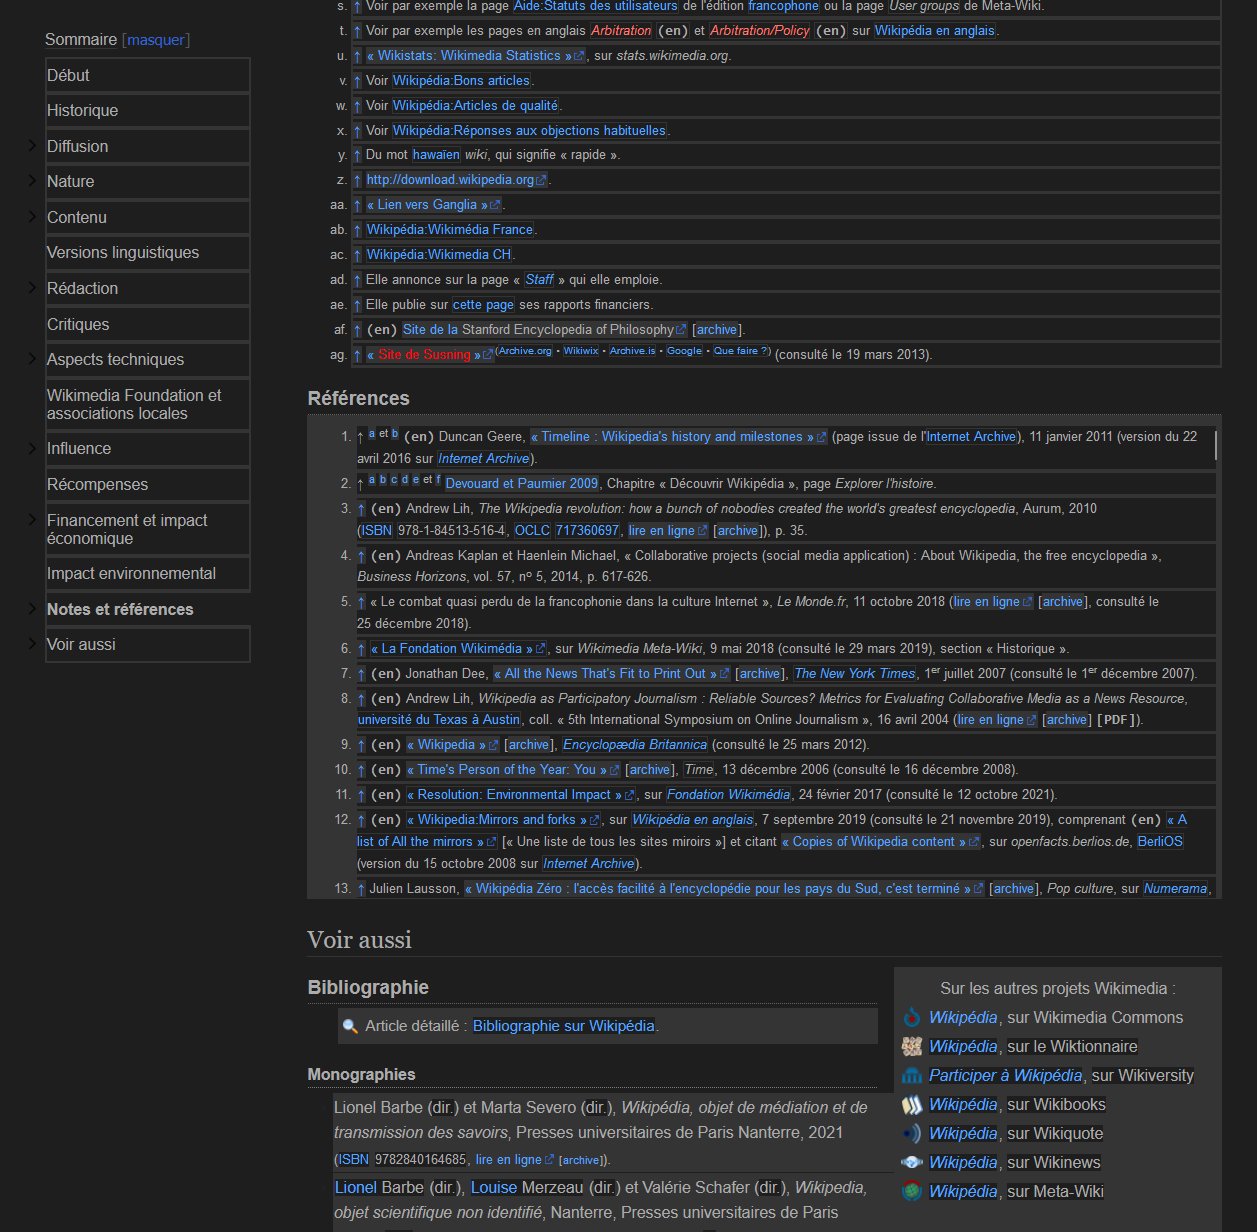 Sommaire [masquer]
Début
Historique
Diffusion
Nature
Contenu
Versions linguistiques
Rédaction
Critiques
Aspects techniques
Wikimedia Foundation et
associations locales
Influence
Récompenses
Financement et impact
économique
Impact environnemental
Notes et références
Voir aussi
s. ↑ Voir par exemple la page Aide:Statuts des utilisateurs de l'édition francophone ou la page User groups de Meta-Wiki.
t. ↑ Voir par exemple les pages en anglais Arbitration (en) et Arbitration/Policy (en) sur Wikipédia en anglais.
u. ↑ « Wikistats: Wikimedia Statistics », sur stats.wikimedia.org.
v. ↑ Voir Wikipédia:Bons articles.
w. ↑ Voir Wikipédia:Articles de qualité.
x. ↑ Voir Wikipédia:Réponses aux objections habituelles.
y. ↑ Du mot hawaïen wiki, qui signifie « rapide ».
z. ↑ http://download.wikipedia.org.
aa. ↑ « Lien vers Ganglia ».
ab. ↑ Wikipédia:Wikimédia France.
ac. ↑ Wikipédia:Wikimedia CH.
ad. ↑ Elle annonce sur la page « Staff » qui elle emploie.
ae. ↑ Elle publie sur cette page ses rapports financiers.
af. ↑ (en) Site de la Stanford Encyclopedia of Philosophy [archive].
ag. ↑ « Site de Susning » (Archive.org • Wikiwix • Archive.is • Google • Que faire ?) (consulté le 19 mars 2013).
Références
1. ↑ a et b (en) Duncan Geere, « Timeline : Wikipedia's history and milestones » (page issue de l'Internet Archive), 11 janvier 2011 (version du 22
avril 2016 sur Internet Archive).
2. ↑ a b c d e et f Devouard et Paumier 2009, Chapitre « Découvrir Wikipédia », page Explorer l'histoire.
3. ↑ (en) Andrew Lih, The Wikipedia revolution: how a bunch of nobodies created the world's greatest encyclopedia, Aurum, 2010
(ISBN 978-1-84513-516-4, OCLC 717360697, lire en ligne [archive]), p. 35.
4. ↑ (en) Andreas Kaplan et Haenlein Michael, « Collaborative projects (social media application) : About Wikipedia, the free encyclopedia »,
Business Horizons, vol. 57, nº 5, 2014, p. 617-626.
5. ↑ « Le combat quasi perdu de la francophonie dans la culture Internet », Le Monde.fr, 11 octobre 2018 (lire en ligne [archive], consulté le
25 décembre 2018).
6. ↑ « La Fondation Wikimédia », sur Wikimedia Meta-Wiki, 9 mai 2018 (consulté le 29 mars 2019), section « Historique ».
7. ↑ (en) Jonathan Dee, « All the News That's Fit to Print Out » [archive], The New York Times, 1er juillet 2007 (consulté le 1er décembre 2007).
8. ↑ (en) Andrew Lih, Wikipedia as Participatory Journalism : Reliable Sources? Metrics for Evaluating Collaborative Media as a News Resource,
université du Texas à Austin, coll. « 5th International Symposium on Online Journalism », 16 avril 2004 (lire en ligne [archive] [PDF]).
9. ↑ (en) « Wikipedia » [archive], Encyclopædia Britannica (consulté le 25 mars 2012).
10. ↑ (en) « Time's Person of the Year: You » [archive], Time, 13 décembre 2006 (consulté le 16 décembre 2008).
11. ↑ (en) « Resolution: Environmental Impact », sur Fondation Wikimédia, 24 février 2017 (consulté le 12 octobre 2021).
12. ↑ (en) « Wikipedia:Mirrors and forks », sur Wikipédia en anglais, 7 septembre 2019 (consulté le 21 novembre 2019), comprenant (en) « A
list of All the mirrors » [« Une liste de tous les sites miroirs »] et citant « Copies of Wikipedia content », sur openfacts.berlios.de, BerliOS
(version du 15 octobre 2008 sur Internet Archive).
13. ↑ Julien Lausson, « Wikipédia Zéro : l'accès facilité à l'encyclopédie pour les pays du Sud, c'est terminé » [archive], Pop culture, sur Numerama,
Voir aussi
Bibliographie
Article détaillé : Bibliographie sur Wikipédia.
Monographies
Lionel Barbe (dir.) et Marta Severo (dir.), Wikipédia, objet de médiation et de
transmission des savoirs, Presses universitaires de Paris Nanterre, 2021
(ISBN 9782840164685, lire en ligne [archive]).
Lionel Barbe (dir.), Louise Merzeau (dir.) et Valérie Schafer (dir.), Wikipedia,
objet scientifique non identifié, Nanterre, Presses universitaires de Paris
Sur les autres projets Wikimedia :
Wikipédia, sur Wikimedia Commons
Wikipédia, sur le Wiktionnaire
Participer à Wikipédia, sur Wikiversity
Wikipédia, sur Wikibooks
Wikipédia, sur Wikiquote
Wikipédia, sur Wikinews
Wikipédia, sur Meta-Wiki